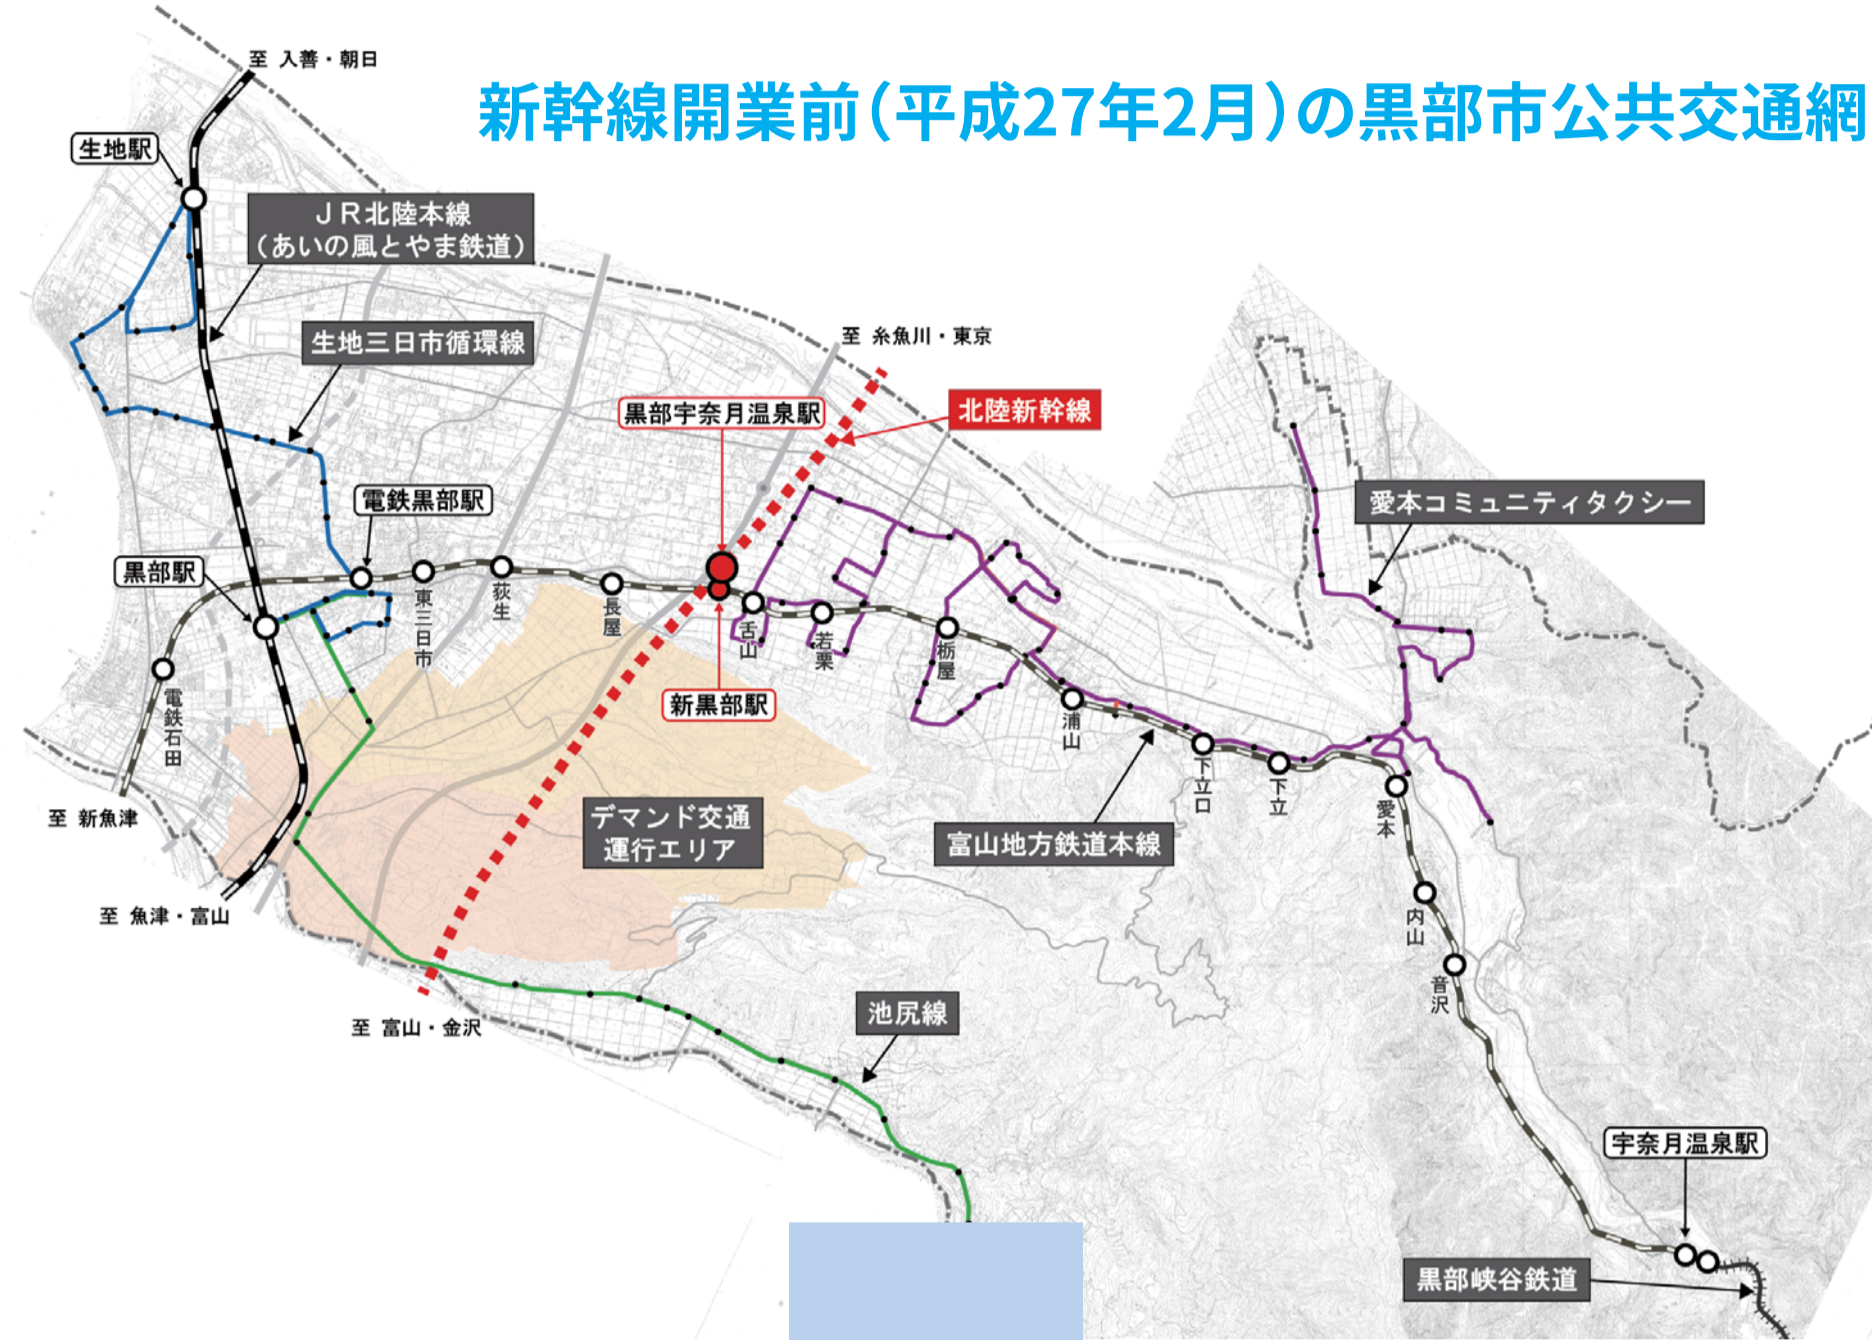 新幹線開業前（平成27年2月）の黒部市公共交通網
至 入善・朝日
生地駅
ＪＲ北陸本線
（あいの風とやま鉄道）
生地三日市循環線
至 糸魚川・東京
黒部宇奈月温泉駅
北陸新幹線
電鉄黒部駅
愛本コミュニティタクシー
黒部駅
東三日市
荻生
長屋
舌山
若栗
栃屋
電鉄石田
新黒部駅
浦山
下立口
下立
愛本
至 新魚津
デマンド交通
運行エリア
富山地方鉄道本線
至 魚津・富山
内山
音沢
至 富山・金沢
池尻線
宇奈月温泉駅
黒部峡谷鉄道